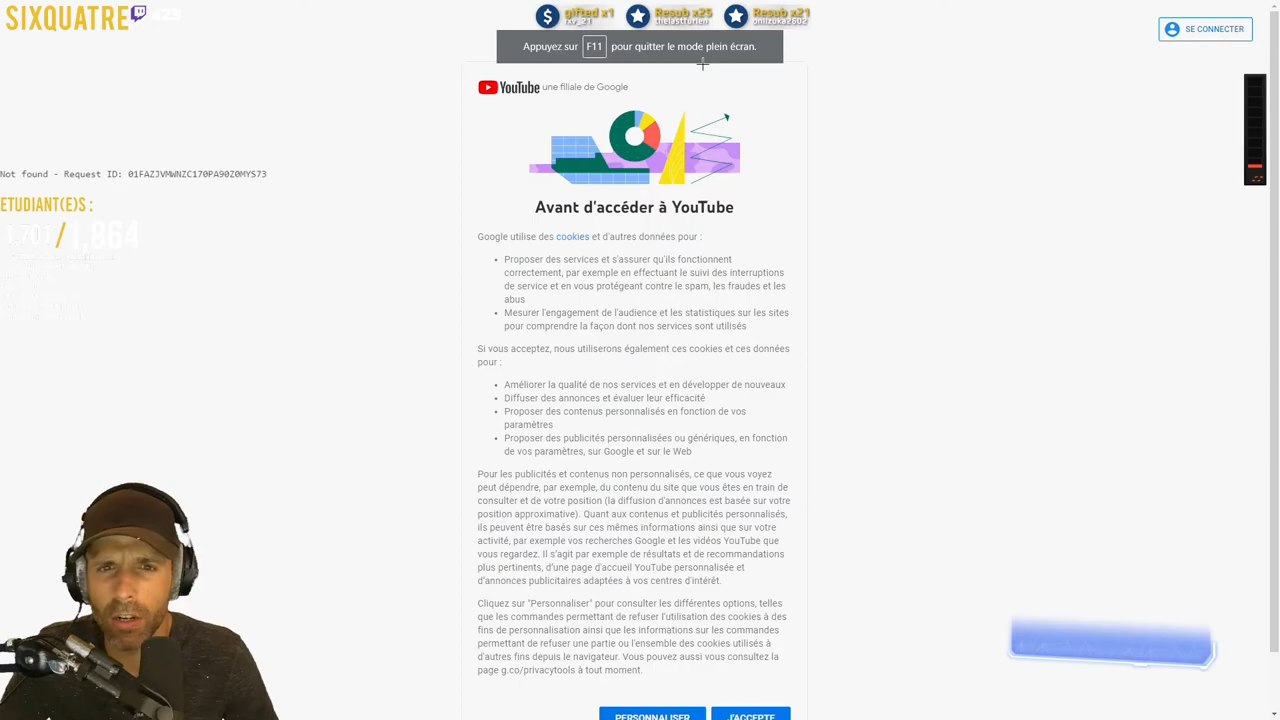 SIXQUATRE
gifted x1
rxv_21
Resub x25
thelastfurien
Resub x21
onizuka2602
SE CONNECTER
Appuyez sur F11 pour quitter le mode plein écran.
YouTube une filiale de Google
Not found - Request ID: 01FAZJVMWNZC170PA90Z0MYS73
ETUDIANT(E)S :
1,701/1,864
Avant d'accéder à YouTube
Google utilise des cookies et d'autres données pour :
Proposer des services et s'assurer qu'ils fonctionnent
correctement, par exemple en effectuant le suivi des interruptions
de service et en vous protégeant contre le spam, les fraudes et les
abus
Mesurer l'engagement de l'audience et les statistiques sur les sites
pour comprendre la façon dont nos services sont utilisés
Si vous acceptez, nous utiliserons également ces cookies et ces données
pour :
Améliorer la qualité de nos services et en développer de nouveaux
Diffuser des annonces et évaluer leur efficacité
Proposer des contenus personnalisés en fonction de vos
paramètres
Proposer des publicités personnalisées ou génériques, en fonction
de vos paramètres, sur Google et sur le Web
Pour les publicités et contenus non personnalisés, ce que vous voyez
peut dépendre, par exemple, du contenu du site que vous êtes en train de
consulter et de votre position (la diffusion d'annonces est basée sur votre
position approximative). Quant aux contenus et publicités personnalisés,
ils peuvent être basés sur ces mêmes informations ainsi que sur votre
activité, par exemple vos recherches Google et les vidéos YouTube que
vous regardez. Il s'agit par exemple de résultats et de recommandations
plus pertinents, d'une page d'accueil YouTube personnalisée et
d'annonces publicitaires adaptées à vos centres d'intérêt.
Cliquez sur "Personnaliser" pour consulter les différentes options, telles
que les commandes permettant de refuser l'utilisation des cookies à des
fins de personnalisation ainsi que les informations sur les commandes
permettant de refuser une partie ou l'ensemble des cookies utilisés à
d'autres fins depuis le navigateur. Vous pouvez aussi vous consultez la
page g.co/privacytools à tout moment.
PERSONNALISER
J'ACCEPTE